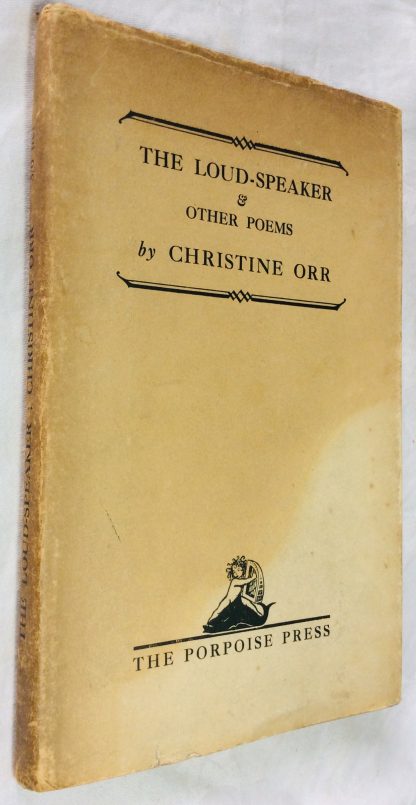 THE LOUD-SPEAKER
&
OTHER POEMS
by CHRISTINE ORR
THE PORPOISE PRESS
THE LOUD-SPEAKER : CHRISTINE ORR